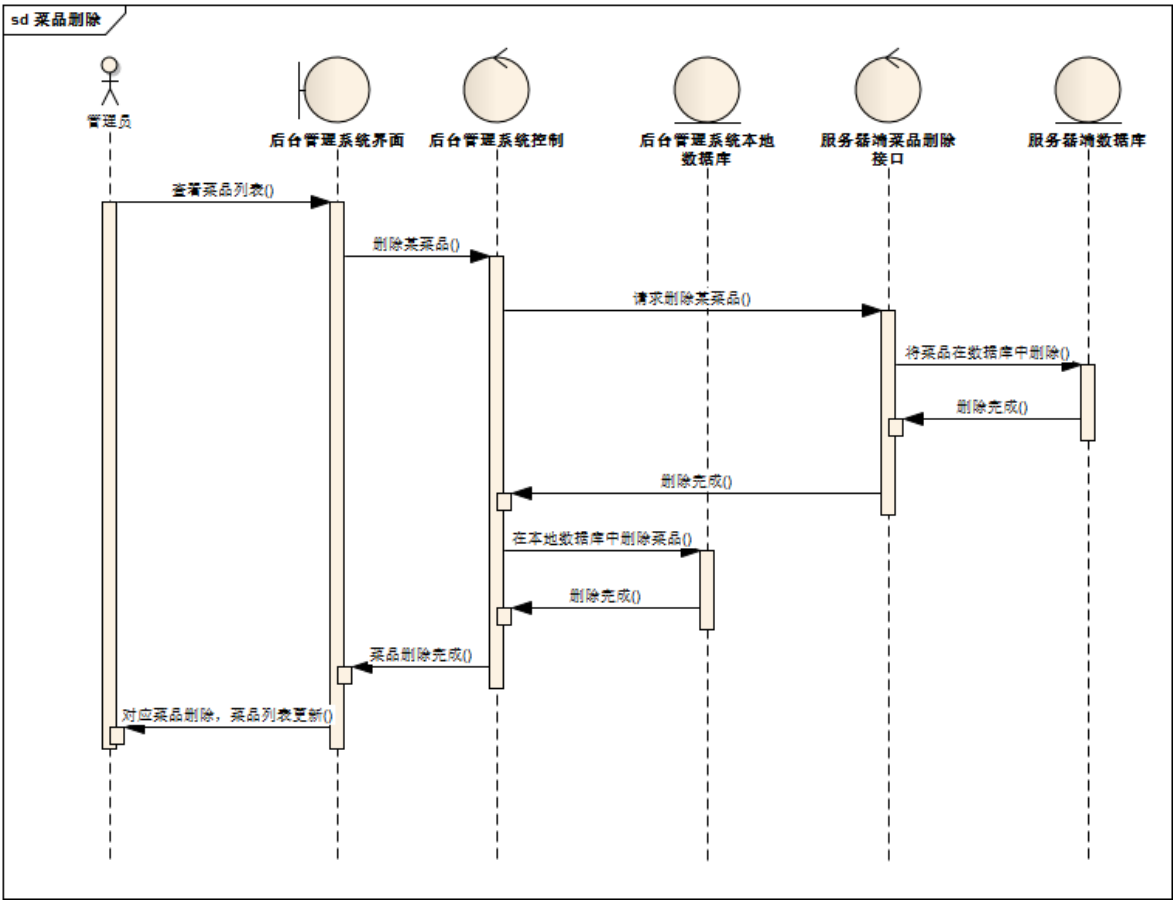 sd 菜品删除
管理员
后台管理系统界面
后台管理系统控制
后台管理系统本地
数据库
服务器端菜品删除
接口
服务器端数据库
查看菜品列表()
删除某菜品()
请求删除某菜品()
将菜品在数据库中删除()
删除完成()
删除完成()
在本地数据库中删除菜品()
删除完成()
菜品删除完成()
对应菜品删除，菜品列表更新()